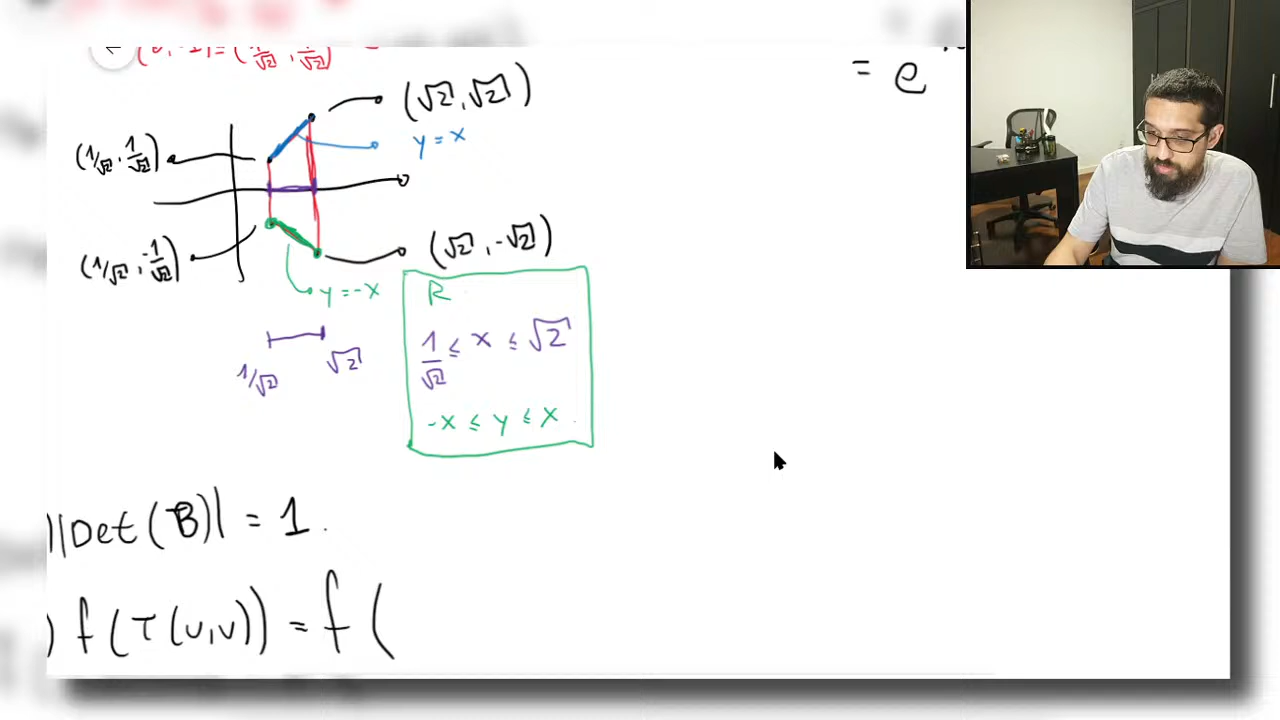 (√2, √2)
y = x
(1/√2, 1/√2)
(1/√2, -1/√2)
(√2, -√2)
y = -x
R
1/√2 ≤ x ≤ √2
-x ≤ y ≤ x
1/√2 √2
= e
||Det(B)| = 1.
) f(T(u,v)) = f(